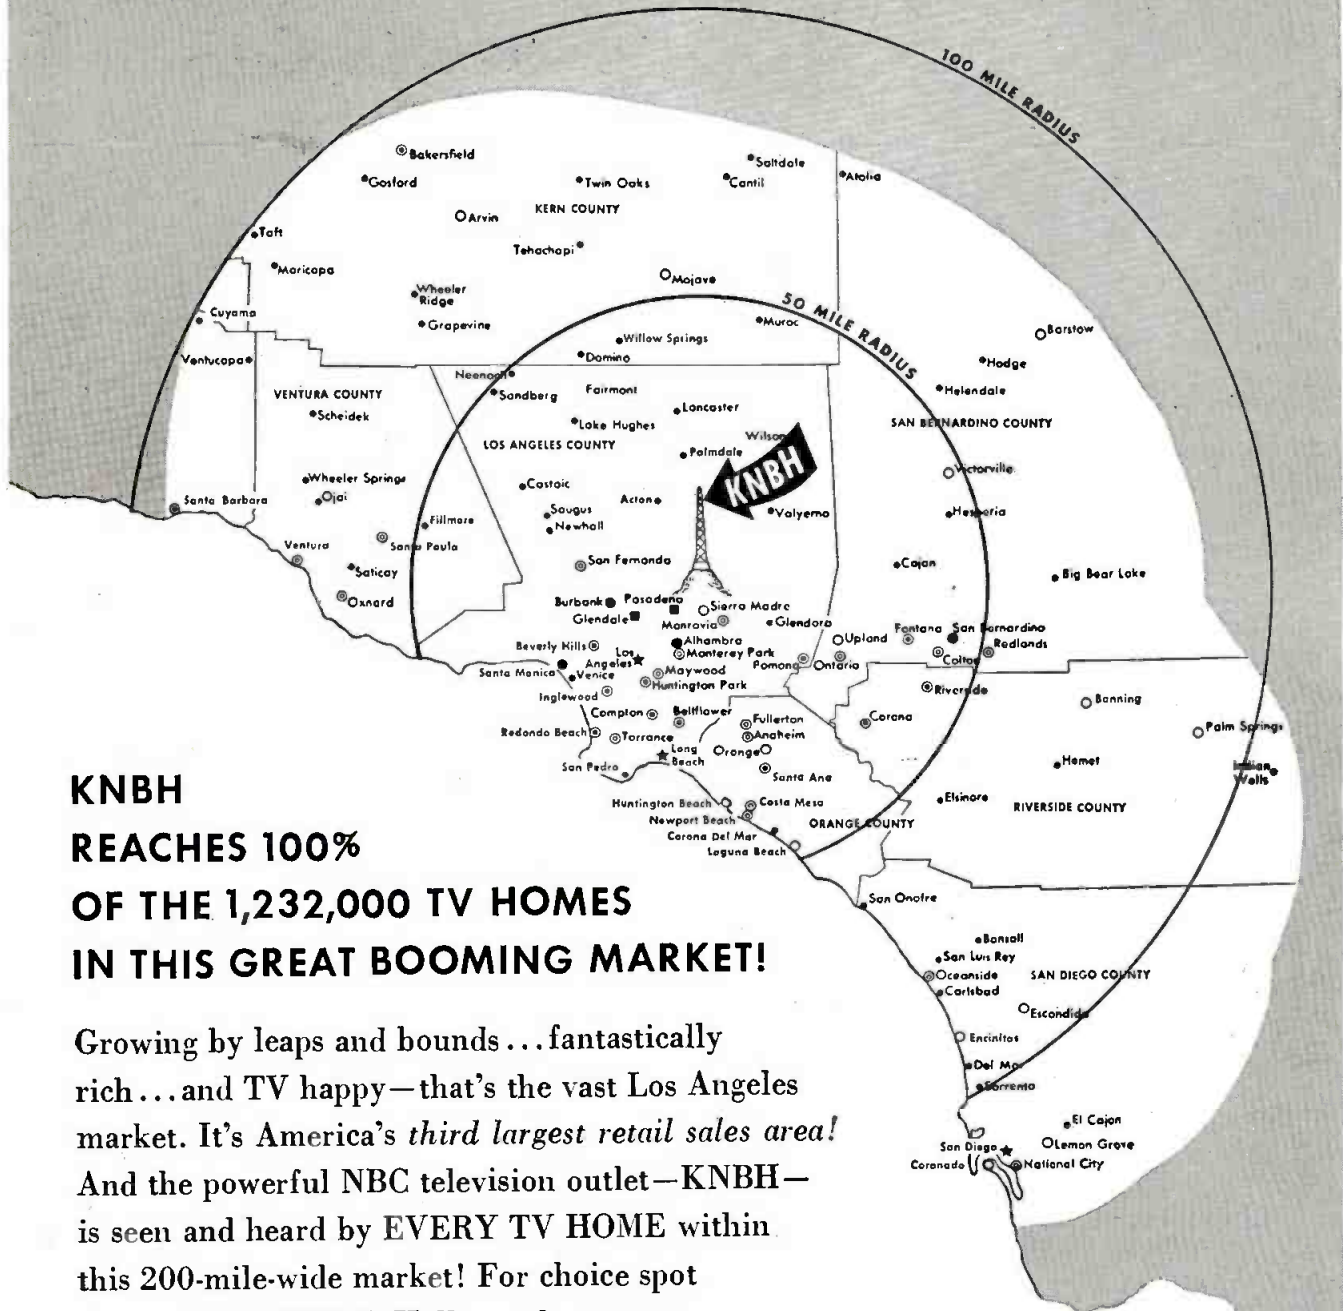 100 MILE RADIUS
Bakersfield
Saltdale
Gosford
Twin Oaks
Cantil
Atolia
KERN COUNTY
Arvin
Taft
Tehachapi
Maricopa
Mojave
Wheeler
Ridge
50 MILE RADIUS
Cuyama
Grapevine
Muroc
Barstow
Willow Springs
Ventucapa
Domino
Hodge
Neenach
Sandberg
Fairmont
Helendale
VENTURA COUNTY
Scheidek
Lancaster
Lake Hughes
SAN BERNARDINO COUNTY
LOS ANGELES COUNTY
Palmdale
KNBH
Victorville
Wheeler Springs
Castaic
Ojai
Acton
Santa Barbara
Saugus
Valyemo
Hesperia
Fillmore
Newhall
Ventura
Santa Paula
San Fernando
Cajon
Saticoy
Big Bear Lake
Oxnard
Burbank
Pasadena
Sierra Madre
Glendale
Monrovia
Glendora
Fontana
San Bernardino
Alhambra
Upland
Redlands
Beverly Hills
Monterey Park
Los
Angeles
Pomona
Ontario
Colton
Santa Monica
Venice
Maywood
Huntington Park
Inglewood
Riverside
Banning
Compton
Bellflower
Fullerton
Corona
Palm Springs
Redondo Beach
Torrance
Anaheim
Orange
Long
Beach
San Pedro
Santa Ana
Hemet
Indian
Wells
Huntington Beach
Costa Mesa
Elsinore
RIVERSIDE COUNTY
Newport Beach
ORANGE COUNTY
Corona Del Mar
Laguna Beach
San Onofre
Bonsall
San Luis Rey
Oceanside
SAN DIEGO COUNTY
Carlsbad
Escondido
Encinitas
Del Mar
Sorrento
El Cajon
San Diego
Lemon Grove
Coronado
National City
KNBH
REACHES 100%
OF THE 1,232,000 TV HOMES
IN THIS GREAT BOOMING MARKET!
Growing by leaps and bounds...fantastically
rich...and TV happy—that's the vast Los Angeles
market. It's America's third largest retail sales area!
And the powerful NBC television outlet—KNBH—
is seen and heard by EVERY TV HOME within
this 200-mile-wide market! For choice spot